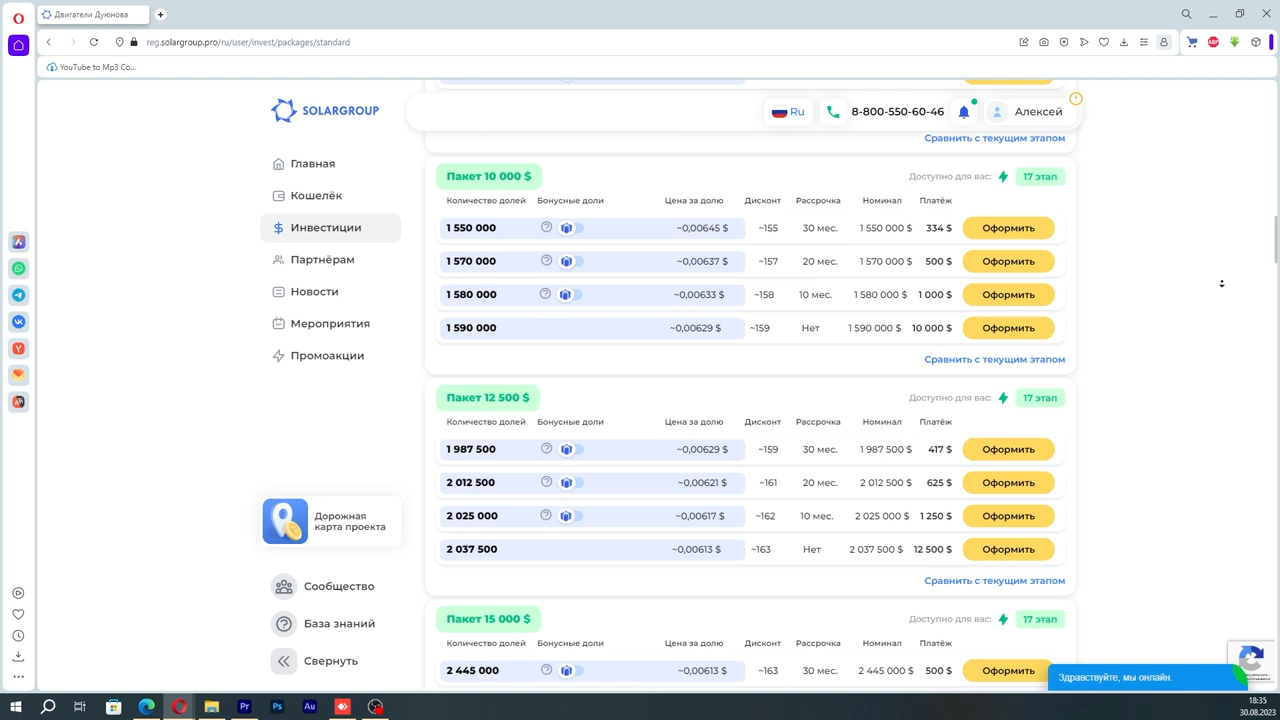 Двигатели Дуюнова
reg.solargroup.pro/ru/user/invest/packages/standard
YouTube to Mp3 Co...
SOLARGROUP
Ru
8-800-550-60-46
Алексей
Сравнить с текущим этапом
Главная
Кошелёк
Инвестиции
Партнёрам
Новости
Мероприятия
Промоакции
Дорожная
карта проекта
Сообщество
База знаний
Свернуть
Пакет 10 000 $
Доступно для вас:
17 этап
Количество долей Бонусные доли Цена за долю Дисконт Рассрочка Номинал Платёж
1 550 000 ~0,00645 $ ~155 30 мес. 1 550 000 $ 334 $ Оформить
1 570 000 ~0,00637 $ ~157 20 мес. 1 570 000 $ 500 $ Оформить
1 580 000 ~0,00633 $ ~158 10 мес. 1 580 000 $ 1 000 $ Оформить
1 590 000 ~0,00629 $ ~159 Нет 1 590 000 $ 10 000 $ Оформить
Сравнить с текущим этапом
Пакет 12 500 $
Доступно для вас:
17 этап
Количество долей Бонусные доли Цена за долю Дисконт Рассрочка Номинал Платёж
1 987 500 ~0,00629 $ ~159 30 мес. 1 987 500 $ 417 $ Оформить
2 012 500 ~0,00621 $ ~161 20 мес. 2 012 500 $ 625 $ Оформить
2 025 000 ~0,00617 $ ~162 10 мес. 2 025 000 $ 1 250 $ Оформить
2 037 500 ~0,00613 $ ~163 Нет 2 037 500 $ 12 500 $ Оформить
Сравнить с текущим этапом
Пакет 15 000 $
Доступно для вас:
17 этап
Количество долей Бонусные доли Цена за долю Дисконт Рассрочка Номинал Платёж
2 445 000 ~0,00613 $ ~163 30 мес. 2 445 000 $ 500 $ Оформить
Здравствуйте, мы онлайн.
18:35
30.08.2023